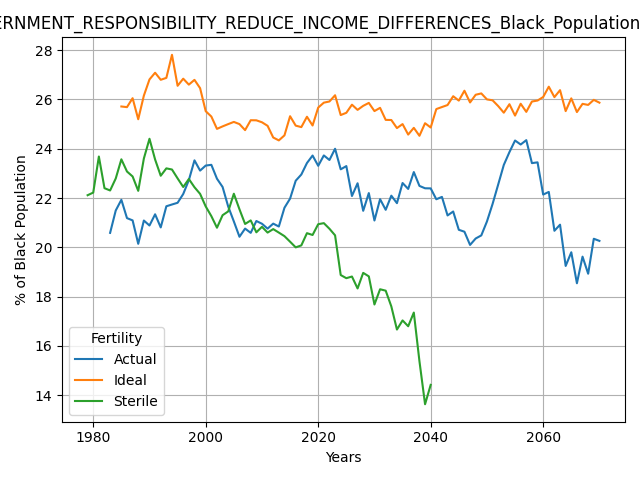 ERNMENT_RESPONSIBILITY_REDUCE_INCOME_DIFFERENCES_Black_Population
28
26
24
22
20
18
16
14
% of Black Population
Fertility
Actual
Ideal
Sterile
1980 2000 2020 2040 2060
Years